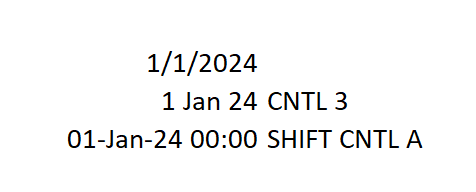 1/1/2024
1 Jan 24 CNTL 3
01-Jan-24 00:00 SHIFT CNTL A